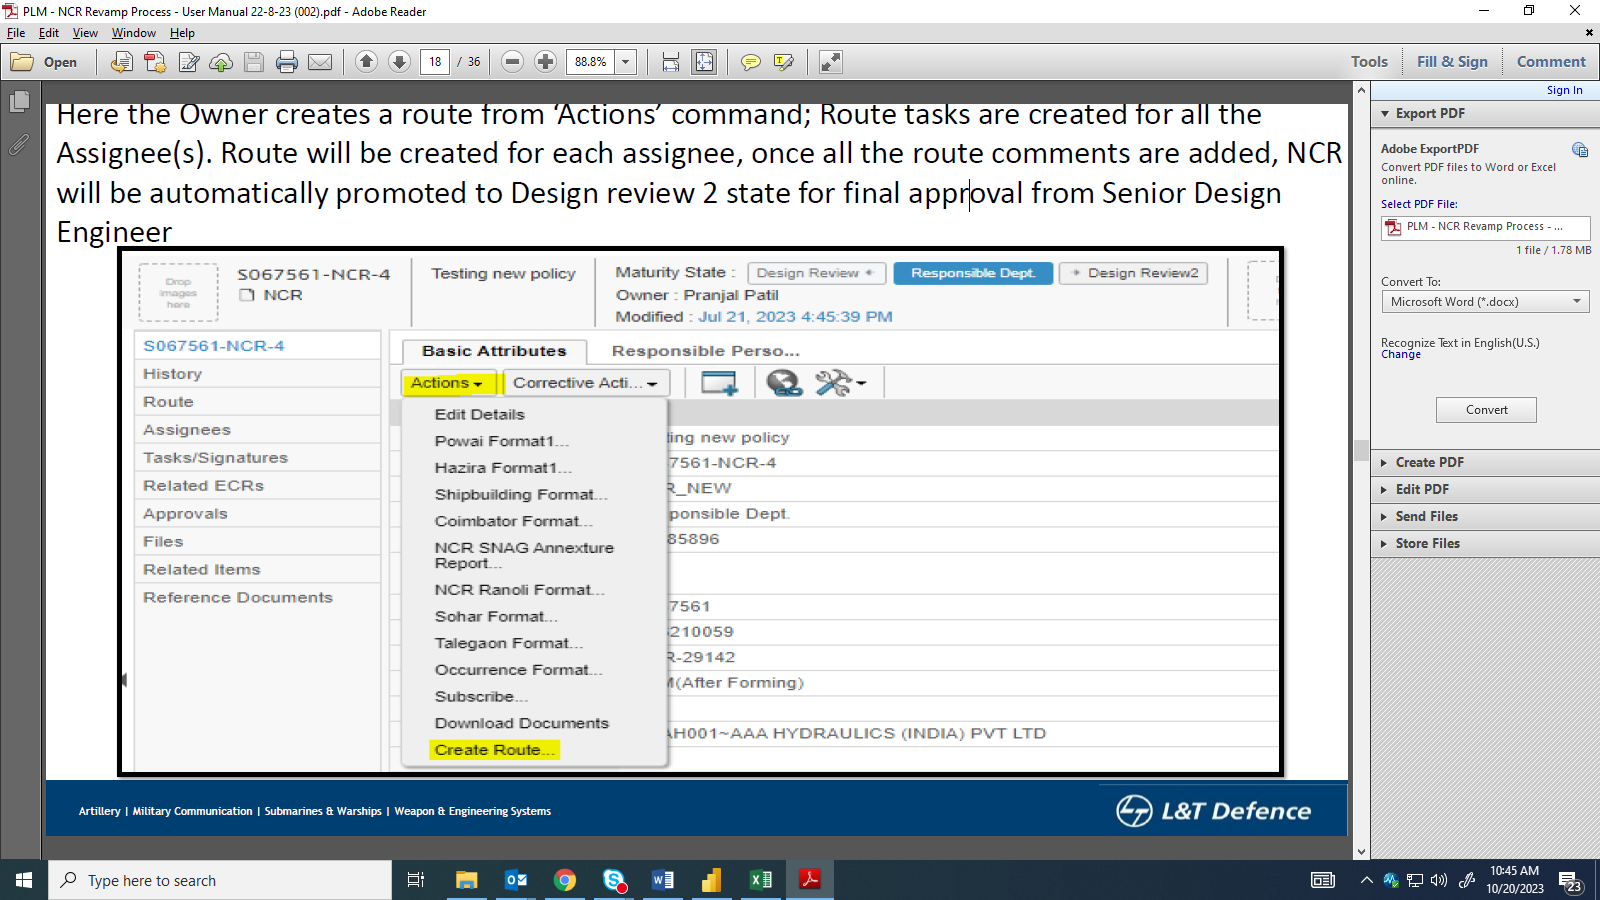 PLM - NCR Revamp Process - User Manual 22-8-23 (002).pdf - Adobe Reader
File Edit View Window Help
Open 18 / 36 88.8% Tools Fill & Sign Comment
Sign In
Here the Owner creates a route from ‘Actions’ command; Route tasks are created for all the
Assignee(s). Route will be created for each assignee, once all the route comments are added, NCR
will be automatically promoted to Design review 2 state for final approval from Senior Design
Engineer
Drop
images
here
S067561-NCR-4
NCR
Testing new policy
Maturity State : Design Review Responsible Dept. Design Review2
Owner : Pranjal Patil
Modified : Jul 21, 2023 4:45:39 PM
S067561-NCR-4
History
Route
Assignees
Tasks/Signatures
Related ECRs
Approvals
Files
Related Items
Reference Documents
Basic Attributes Responsible Perso...
Actions Corrective Acti...
Edit Details
Powai Format1...
Hazira Format1...
Shipbuilding Format...
Coimbator Format...
NCR SNAG Annexture
Report...
NCR Ranoli Format...
Sohar Format...
Talegaon Format...
Occurrence Format...
Subscribe...
Download Documents
Create Route...
ting new policy
7561-NCR-4
R_NEW
ponsible Dept.
85896
7561
210059
R-29142
M(After Forming)
AH001~AAA HYDRAULICS (INDIA) PVT LTD
Artillery | Military Communication | Submarines & Warships | Weapon & Engineering Systems
L&T Defence
Export PDF
Adobe ExportPDF
Convert PDF files to Word or Excel
online.
Select PDF File:
PLM - NCR Revamp Process - ...
1 file / 1.78 MB
Convert To:
Microsoft Word (*.docx)
Recognize Text in English(U.S.)
Change
Convert
Create PDF
Edit PDF
Send Files
Store Files
Type here to search
10:45 AM
10/20/2023
23